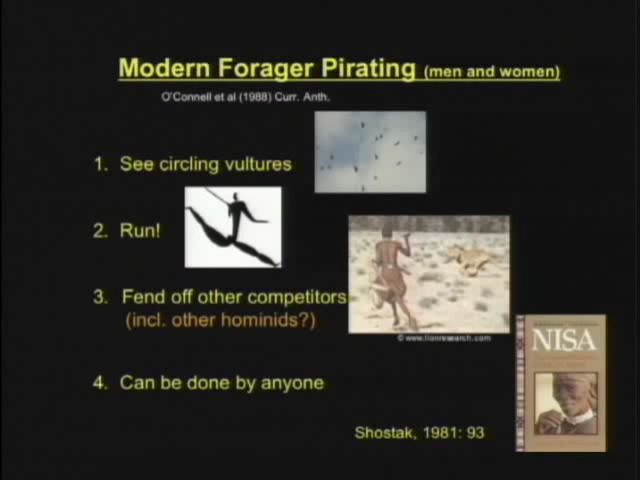 Modern Forager Pirating (men and women)
O'Connell et al (1988) Curr. Anth.
1. See circling vultures
2. Run!
3. Fend off other competitors
(incl. other hominids?)
© www.lionresearch.com
NISA
4. Can be done by anyone
Shostak, 1981: 93